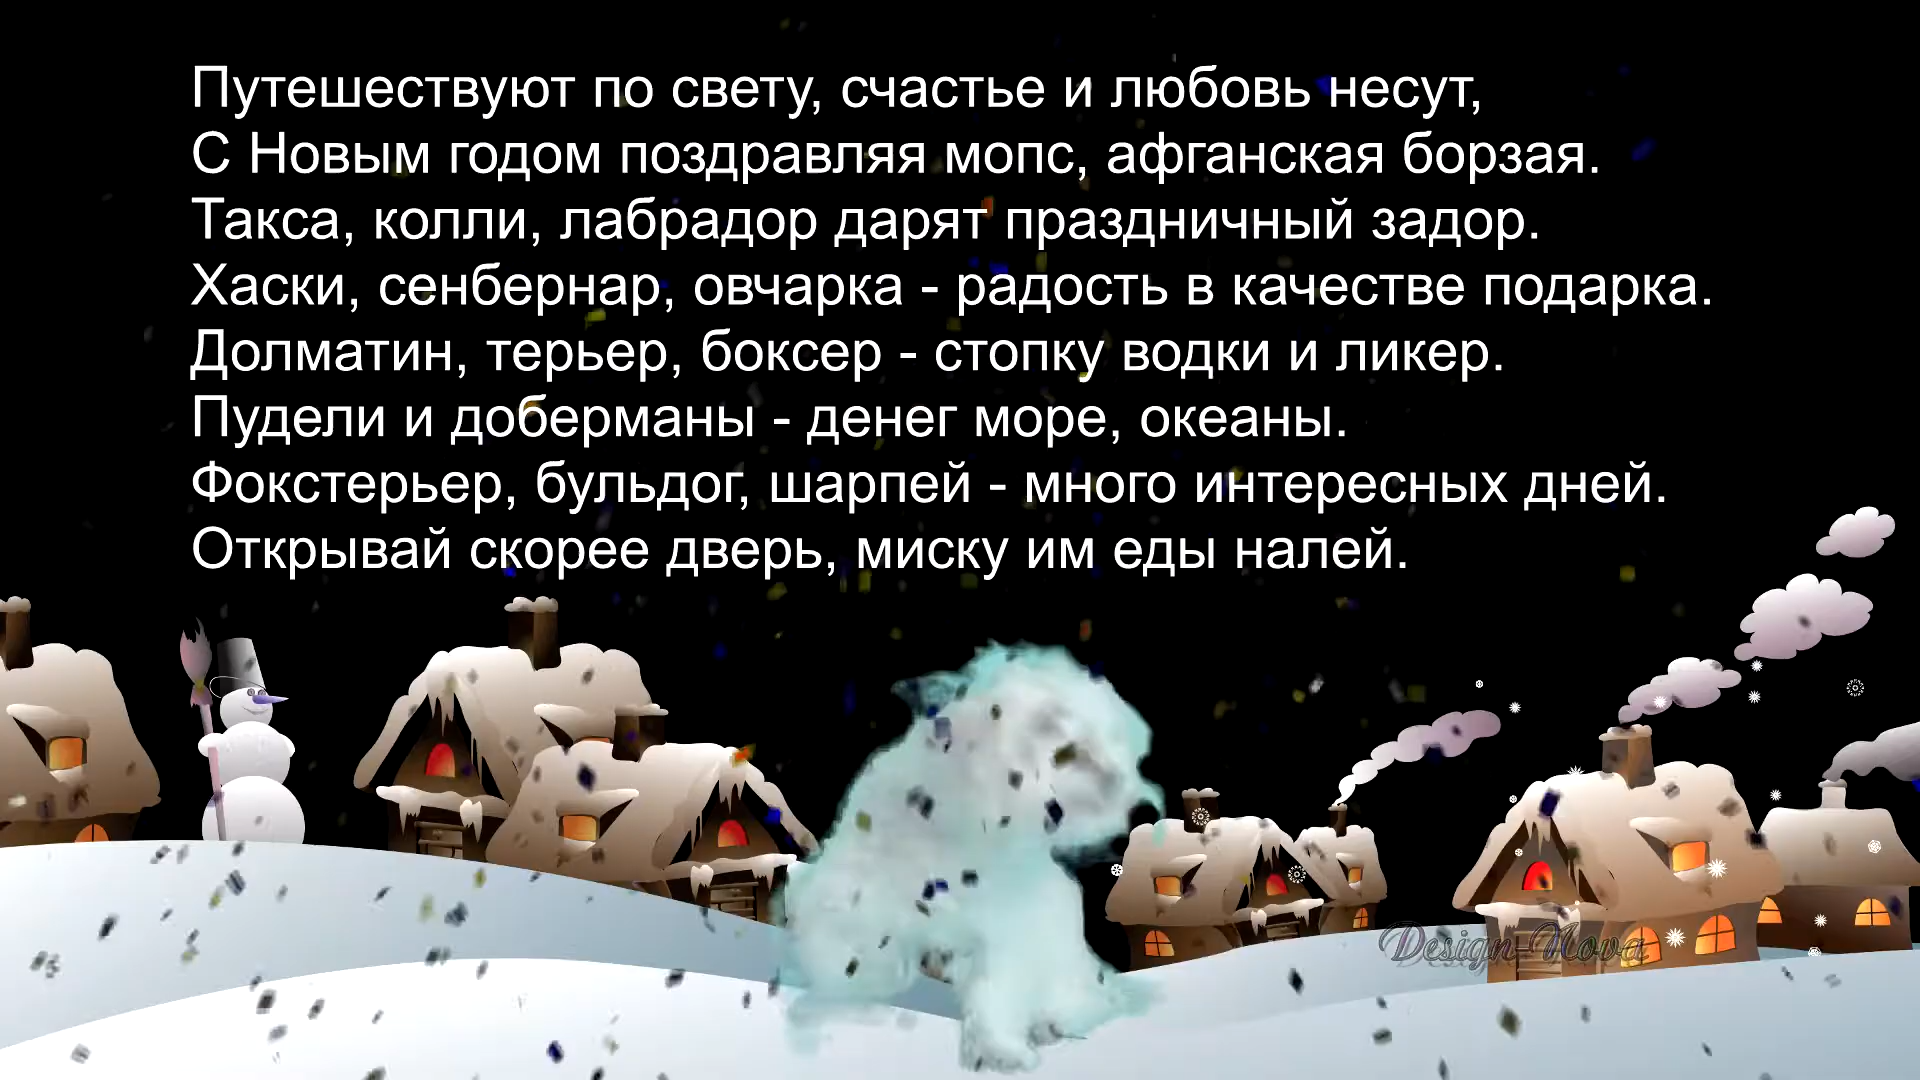 Путешествуют по свету, счастье и любовь несут,
С Новым годом поздравляя мопс, афганская борзая.
Такса, колли, лабрадор дарят праздничный задор.
Хаски, сенбернар, овчарка - радость в качестве подарка.
Долматин, терьер, боксер - стопку водки и ликер.
Пудели и доберманы - денег море, океаны.
Фокстерьер, бульдог, шарпей - много интересных дней.
Открывай скорее дверь, миску им еды налей.
Design-Nova